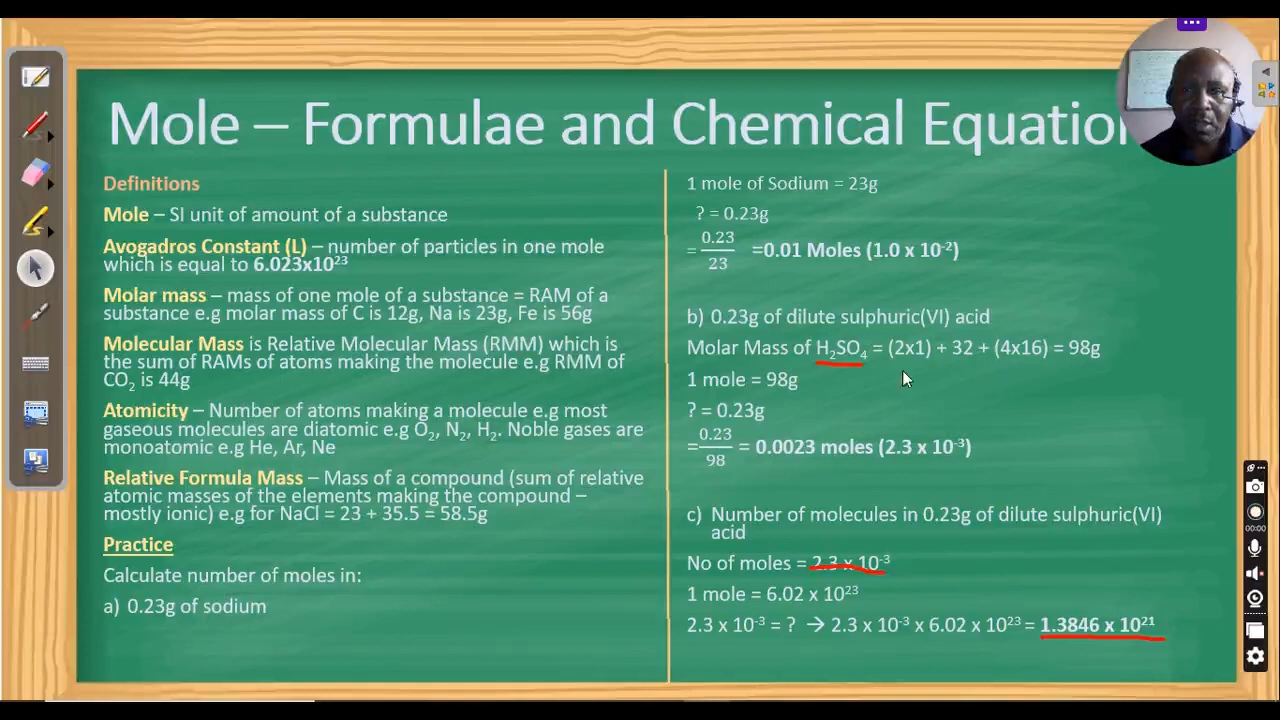 Mole – Formulae and Chemical Equation
Definitions
Mole – SI unit of amount of a substance
Avogadros Constant (L) – number of particles in one mole
which is equal to 6.023x10²³
Molar mass – mass of one mole of a substance = RAM of a
substance e.g molar mass of C is 12g, Na is 23g, Fe is 56g
Molecular Mass is Relative Molecular Mass (RMM) which is
the sum of RAMs of atoms making the molecule e.g RMM of
CO₂ is 44g
Atomicity – Number of atoms making a molecule e.g most
gaseous molecules are diatomic e.g O₂, N₂, H₂. Noble gases are
monoatomic e.g He, Ar, Ne
Relative Formula Mass – Mass of a compound (sum of relative
atomic masses of the elements making the compound –
mostly ionic) e.g for NaCl = 23 + 35.5 = 58.5g
Practice
Calculate number of moles in:
a) 0.23g of sodium
1 mole of Sodium = 23g
? = 0.23g
= 0.23/23 =0.01 Moles (1.0 x 10⁻²)
b) 0.23g of dilute sulphuric(VI) acid
Molar Mass of H₂SO₄ = (2x1) + 32 + (4x16) = 98g
1 mole = 98g
? = 0.23g
=0.23/98 = 0.0023 moles (2.3 x 10⁻³)
c) Number of molecules in 0.23g of dilute sulphuric(VI)
acid
No of moles = 2.3 x 10⁻³
1 mole = 6.02 x 10²³
2.3 x 10⁻³ = ? → 2.3 x 10⁻³ x 6.02 x 10²³ = 1.3846 x 10²¹
00:00